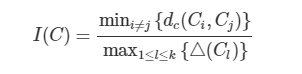 I(C) = \frac{\min_{i \neq j} \{d_c(C_i, C_j)\}}{\max_{1 \leq l \leq k} \{\triangle(C_l)\}}